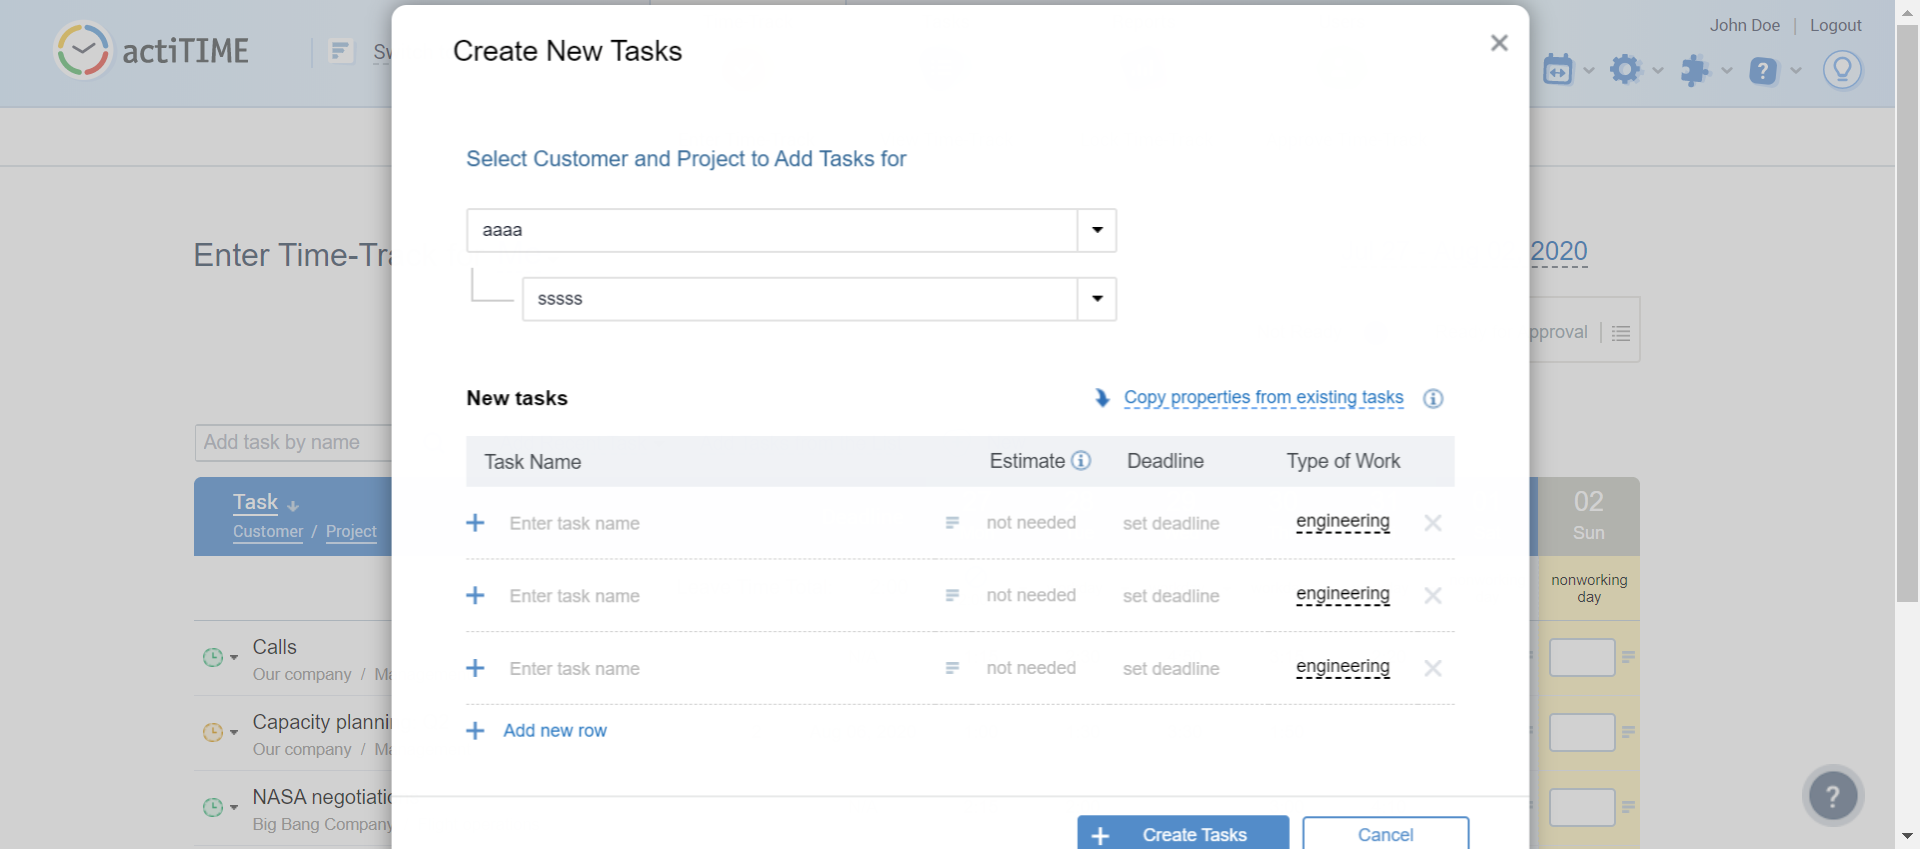 actiTIME
John Doe
Logout
Create New Tasks
Select Customer and Project to Add Tasks for
aaaa
sssss
Enter Time-Tra
2020
pproval
New tasks
Copy properties from existing tasks
Add task by name
Task Name Estimate Deadline Type of Work
Task
Customer / Project
02
Sun
Enter task name not needed set deadline engineering
nonworking
day
Enter task name not needed set deadline engineering
Calls
Our company / Ma
Enter task name not needed set deadline engineering
Capacity planni
Our company / Ma
Add new row
NASA negotiatio
Big Bang Company
Create Tasks
Cancel
?